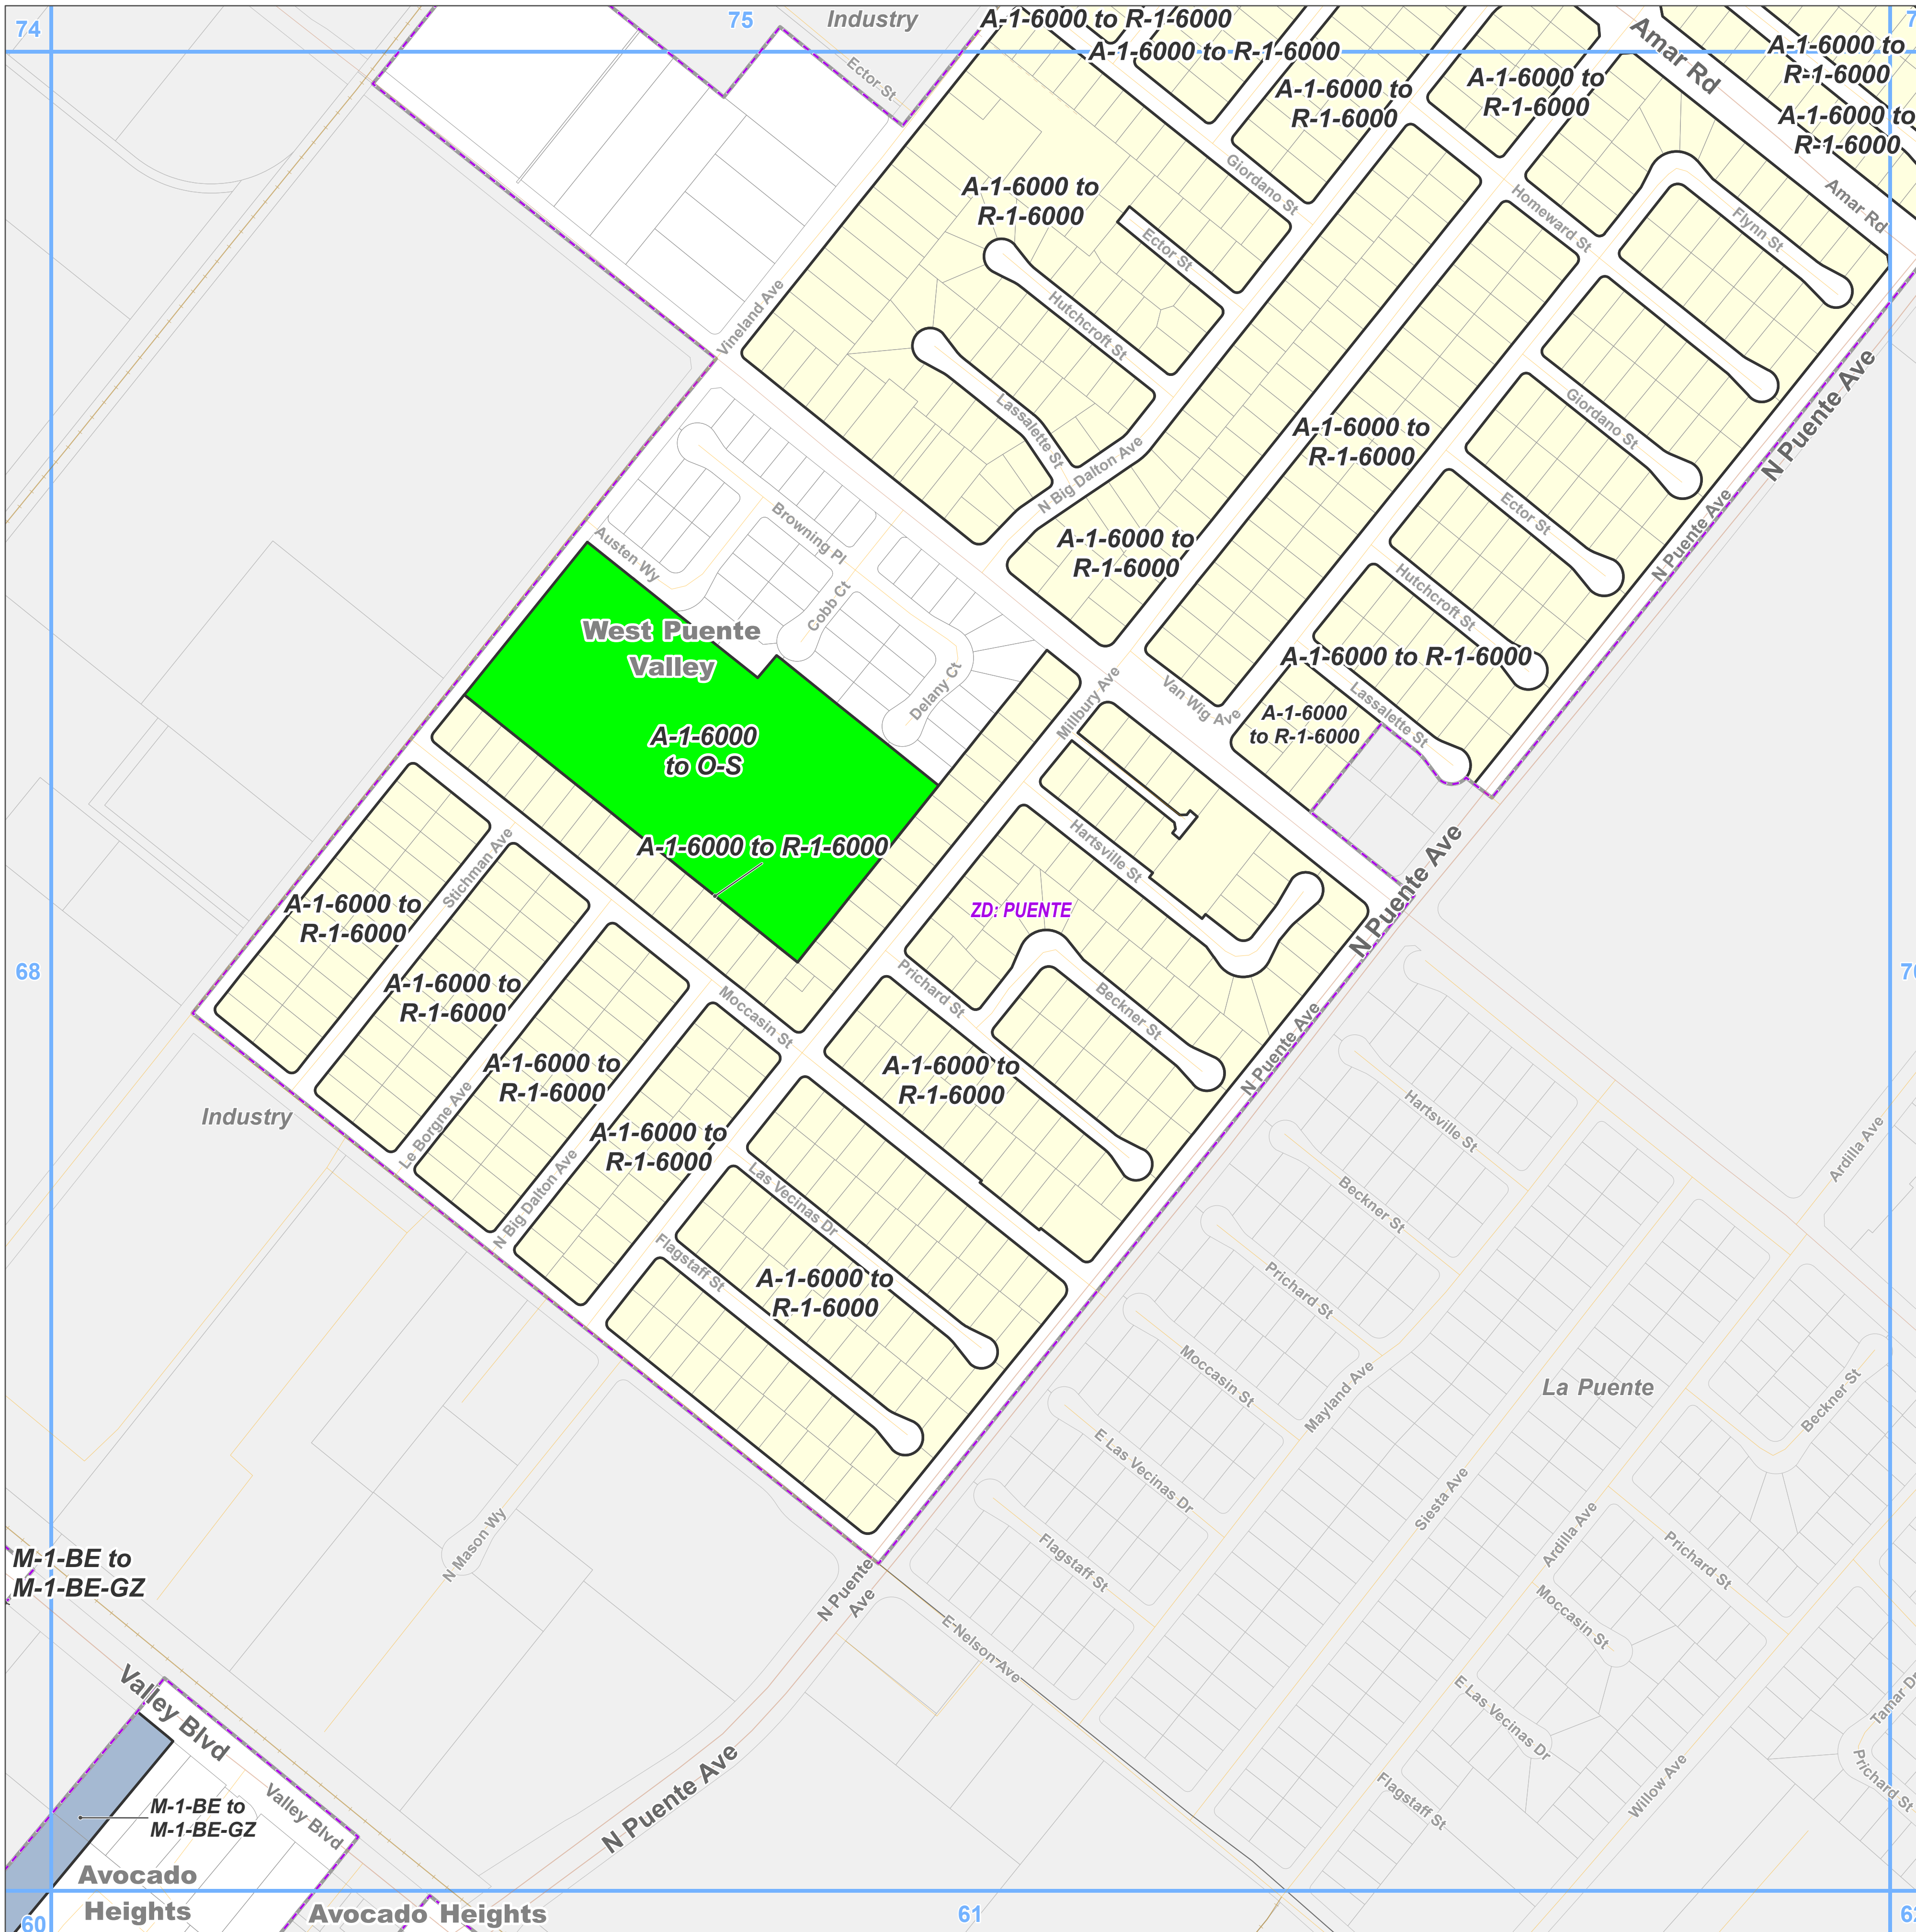 74
75
Industry
A-1-6000 to R-1-6000
A-1-6000 to R-1-6000
Amar Rd
A-1-6000 to
R-1-6000
Ector St
A-1-6000 to
R-1-6000
A-1-6000 to
R-1-6000
A-1-6000 to
R-1-6000
A-1-6000 to
R-1-6000
Giordano St
Homeward St
Amar Rd
Flynn St
Ector St
Vineland Ave
Hutchcroft St
Lassalette St
N Big Dalton Ave
A-1-6000 to
R-1-6000
Giordano St
N Puente Ave
Ector St
N Puente Ave
Browning Pl
Austen Wy
Cobb Ct
A-1-6000 to
R-1-6000
Hutchcroft St
West Puente
Valley
A-1-6000 to R-1-6000
Delany Ct
Millbury Ave
Van Wig Ave
Lassalette St
A-1-6000
to R-1-6000
A-1-6000
to O-S
A-1-6000 to R-1-6000
Hartsville St
N Puente Ave
Stichman Ave
A-1-6000 to
R-1-6000
ZD: PUENTE
68
70
A-1-6000 to
R-1-6000
Prichard St
Beckner St
Moccasin St
N Puente Ave
A-1-6000 to
R-1-6000
A-1-6000 to
R-1-6000
Industry
Le Borgne Ave
A-1-6000 to
R-1-6000
Hartsville St
Ardilla Ave
N Big Dalton Ave
Las Vecinas Dr
Beckner St
Flagstaff St
A-1-6000 to
R-1-6000
Prichard St
Moccasin St
Mayland Ave
La Puente
Beckner St
E Las Vecinas Dr
Siesta Ave
Ardilla Ave
N Mason Wy
Flagstaff St
Prichard St
M-1-BE to
M-1-BE-GZ
N Puente
Ave
Moccasin St
E Nelson Ave
Valley Blvd
E Las Vecinas Dr
Tamar Dr
Prichard St
N Puente Ave
Valley Blvd
Flagstaff St
Willow Ave
M-1-BE to
M-1-BE-GZ
Avocado
Heights
Avocado Heights
60
61
62